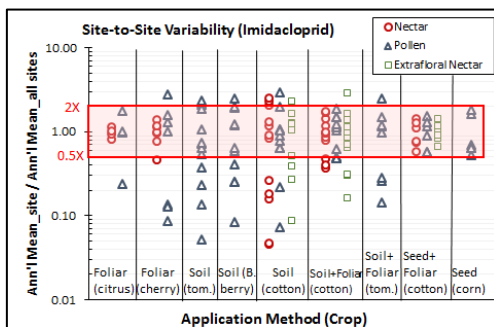 Site-to-Site Variability (Imidacloprid)
Nectar
Pollen
Extrafloral Nectar
Ann'l Mean_site / Ann'l Mean_all sites
10.00
2X
1.00
0.5X
0.10
0.01
Foliar
(citrus)
Foliar
(cherry)
Soil
(tom.)
Soil (B.
berry)
Soil
(cotton)
Soil+Foliar
(cotton)
Soil+
Foliar
(tom.)
Seed+
Foliar
(cotton)
Seed
(corn)
Application Method (Crop)